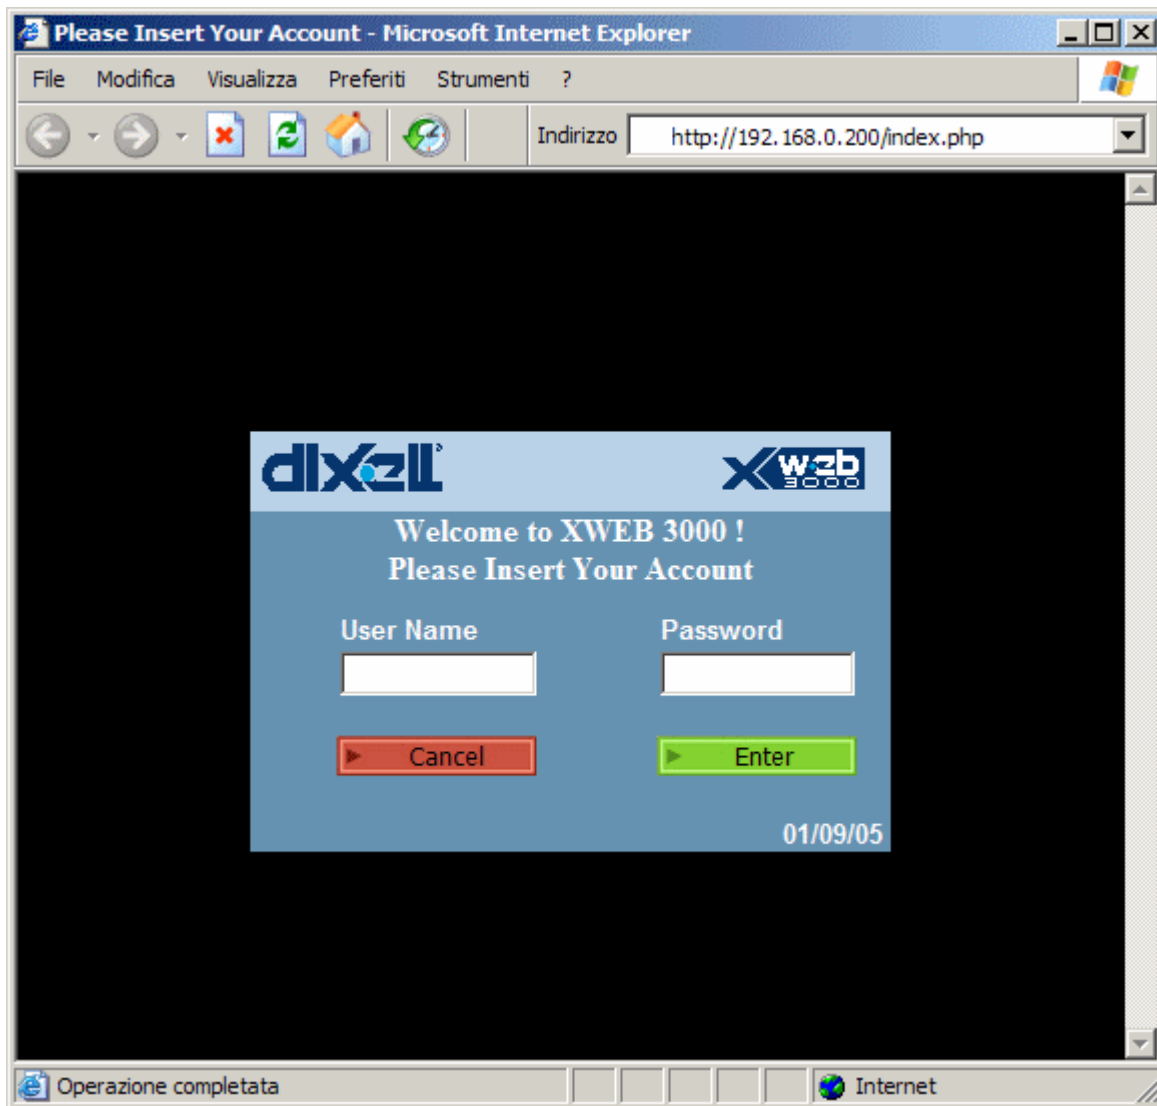 Please Insert Your Account - Microsoft Internet Explorer
File Modifica Visualizza Preferiti Strumenti ?
Indirizzo http://192.168.0.200/index.php
dIXell Xweb 3000
Welcome to XWEB 3000 !
Please Insert Your Account
User Name Password
Cancel Enter
01/09/05
Operazione completata Internet